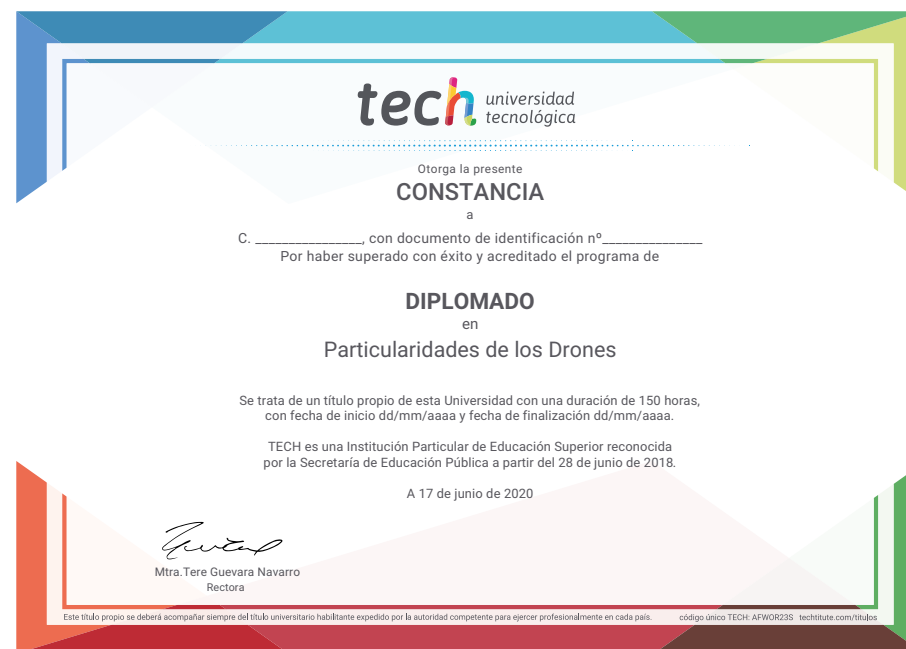 tech universidad
tecnológica
Otorga la presente
CONSTANCIA
a
C. ________________, con documento de identificación nº_______________
Por haber superado con éxito y acreditado el programa de
DIPLOMADO
en
Particularidades de los Drones
Se trata de un título propio de esta Universidad con una duración de 150 horas,
con fecha de inicio dd/mm/aaaa y fecha de finalización dd/mm/aaaa.
TECH es una Institución Particular de Educación Superior reconocida
por la Secretaría de Educación Pública a partir del 28 de junio de 2018.
A 17 de junio de 2020
Mtra.Tere Guevara Navarro
Rectora
Este título propio se deberá acompañar siempre del título universitario habilitante expedido por la autoridad competente para ejercer profesionalmente en cada país. código único TECH: AFWOR23S techtitute.com/titulos